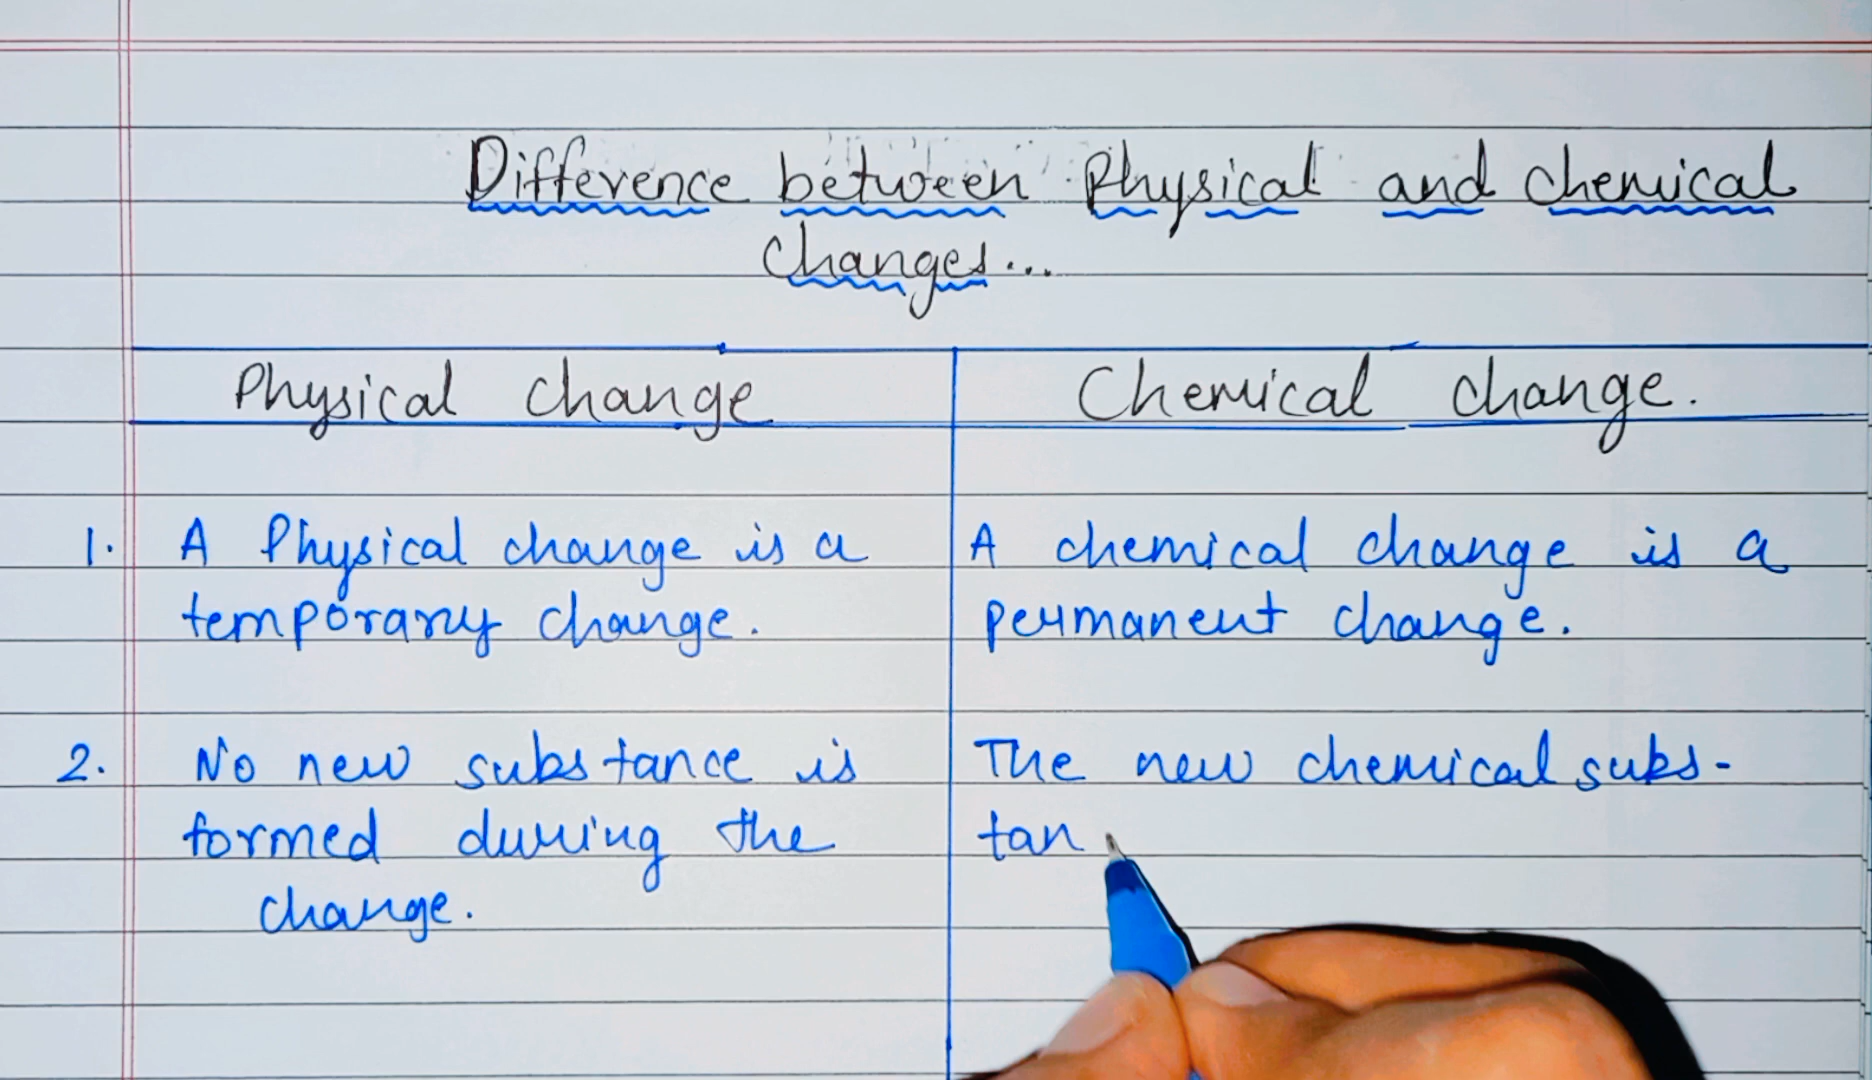 Difference between Physical and chemical
changes...
Physical change
Chemical change.
1. A Physical change is a
temporary change.
A chemical change is a
permanent change.
2. No new substance is
formed during the
change.
The new chemical subs-
tan